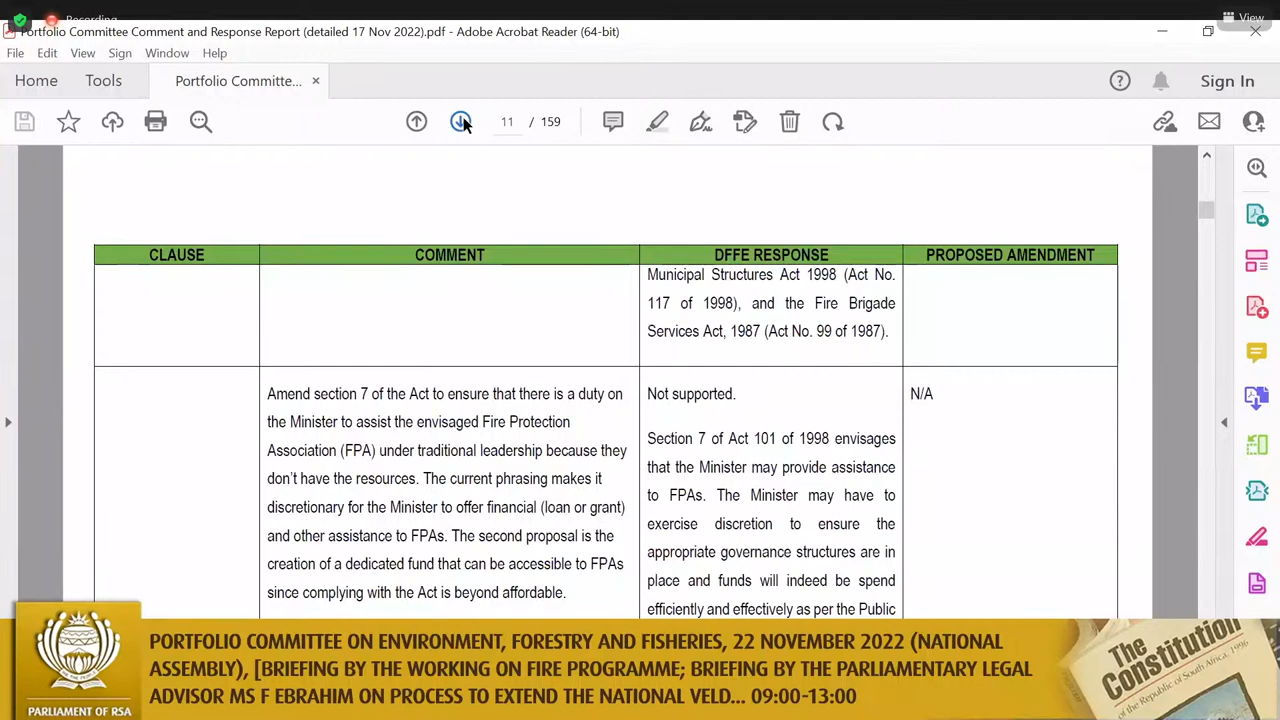 Recording
View
Portfolio Committee Comment and Response Report (detailed 17 Nov 2022).pdf - Adobe Acrobat Reader (64-bit)
File Edit View Sign Window Help
Home Tools Portfolio Committe... × Sign In
11 / 159
CLAUSE COMMENT DFFE RESPONSE PROPOSED AMENDMENT
Municipal Structures Act 1998 (Act No.
117 of 1998), and the Fire Brigade
Services Act, 1987 (Act No. 99 of 1987).
Amend section 7 of the Act to ensure that there is a duty on
the Minister to assist the envisaged Fire Protection
Association (FPA) under traditional leadership because they
don't have the resources. The current phrasing makes it
discretionary for the Minister to offer financial (loan or grant)
and other assistance to FPAs. The second proposal is the
creation of a dedicated fund that can be accessible to FPAs
since complying with the Act is beyond affordable.
Not supported.
Section 7 of Act 101 of 1998 envisages
that the Minister may provide assistance
to FPAs. The Minister may have to
exercise discretion to ensure the
appropriate governance structures are in
place and funds will indeed be spend
efficiently and effectively as per the Public
N/A
PORTFOLIO COMMITTEE ON ENVIRONMENT, FORESTRY AND FISHERIES, 22 NOVEMBER 2022 (NATIONAL
ASSEMBLY), [BRIEFING BY THE WORKING ON FIRE PROGRAMME; BRIEFING BY THE PARLIAMENTARY LEGAL
ADVISOR MS F EBRAHIM ON PROCESS TO EXTEND THE NATIONAL VELD... 09:00-13:00
PARLIAMENT OF RSA
The
Constitution
of the Republic of South Africa, 1996